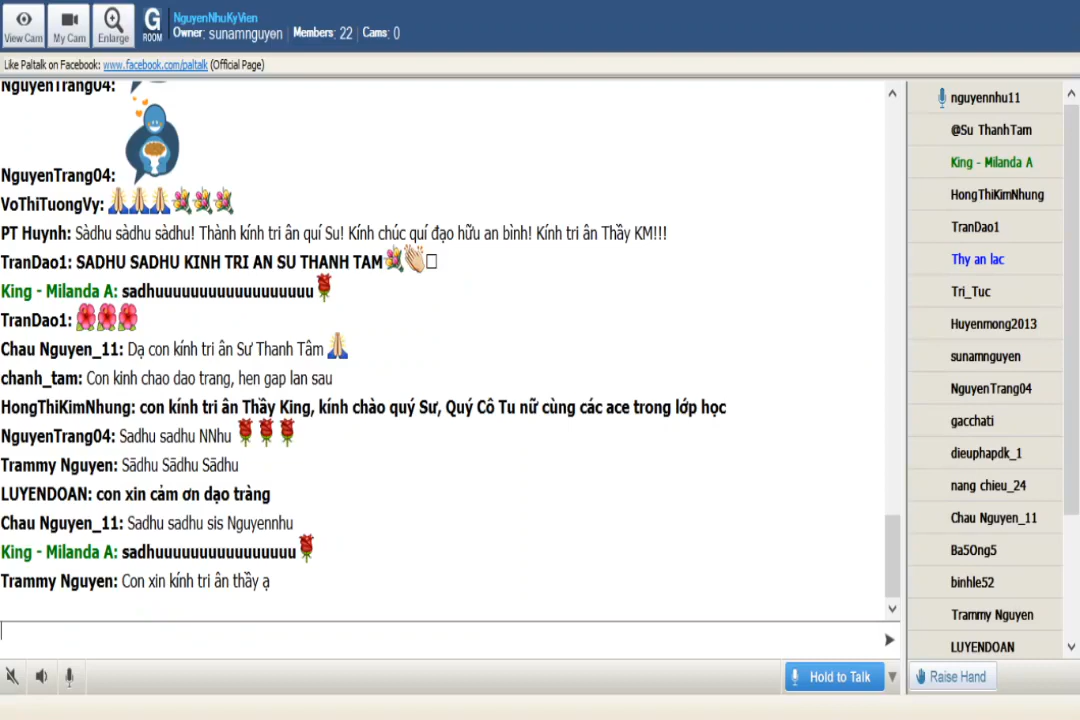 View Cam
My Cam
Enlarge
G
ROOM
NguyenNhuKyVien
Owner: sunamnguyen | Members: 22 | Cams: 0
Like Paltalk on Facebook: www.facebook.com/paltalk (Official Page)
NguyenTrang04:
NguyenTrang04:
VoThiTuongVy: 🙏🙏🙏💐💐💐
PT Huynh: Sàdhu sàdhu sàdhu! Thành kính tri ân quí Su! Kính chúc quí đạo hữu an bình! Kính tri ân Thầy KM!!!
TranDao1: SADHU SADHU KINH TRI AN SU THANH TAM💐👏
King - Milanda A: sadhuuuuuuuuuuuuuuuuuu🌹
TranDao1: 🌺🌺🌺
Chau Nguyen_11: Dạ con kính tri ân Sư Thanh Tâm 🙏
chanh_tam: Con kinh chao dao trang, hen gap lan sau
HongThiKimNhung: con kính tri ân Thầy King, kính chào quý Sư, Quý Cô Tu nữ cùng các ace trong lớp học
NguyenTrang04: Sadhu sadhu NNhu 🌹🌹🌹
Trammy Nguyen: Sādhu Sādhu Sādhu
LUYENDOAN: con xin cảm ơn dạo tràng
Chau Nguyen_11: Sadhu sadhu sis Nguyennhu
King - Milanda A: sadhuuuuuuuuuuuuuuuu🌹
Trammy Nguyen: Con xin kính tri ân thầy ạ
Hold to Talk
nguyennhu11
@Su ThanhTam
King - Milanda A
HongThiKimNhung
TranDao1
Thy an lac
Tri_Tuc
Huyenmong2013
sunamnguyen
NguyenTrang04
gacchati
dieuphapdk_1
nang chieu_24
Chau Nguyen_11
Ba5Ong5
binhle52
Trammy Nguyen
LUYENDOAN
Raise Hand